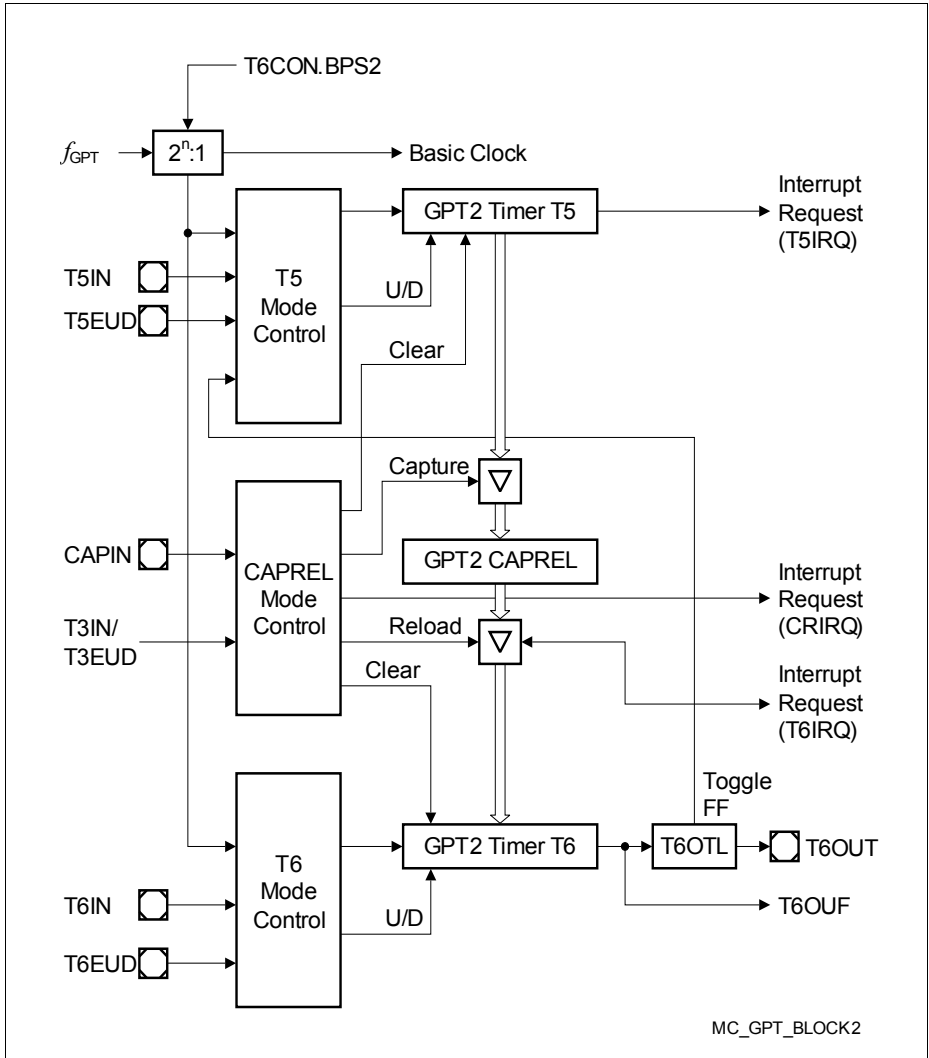 T6CON.BPS2
fGPT
2ⁿ:1
Basic Clock
GPT2 Timer T5
Interrupt
Request
(T5IRQ)
T5IN
T5
Mode
Control
U/D
T5EUD
Clear
Capture
CAPIN
CAPREL
Mode
Control
GPT2 CAPREL
Interrupt
Request
(CRIRQ)
T3IN/
T3EUD
Reload
Clear
Interrupt
Request
(T6IRQ)
Toggle
FF
T6
Mode
Control
GPT2 Timer T6
T6OTL
T6OUT
T6IN
U/D
T6OUF
T6EUD
MC_GPT_BLOCK2